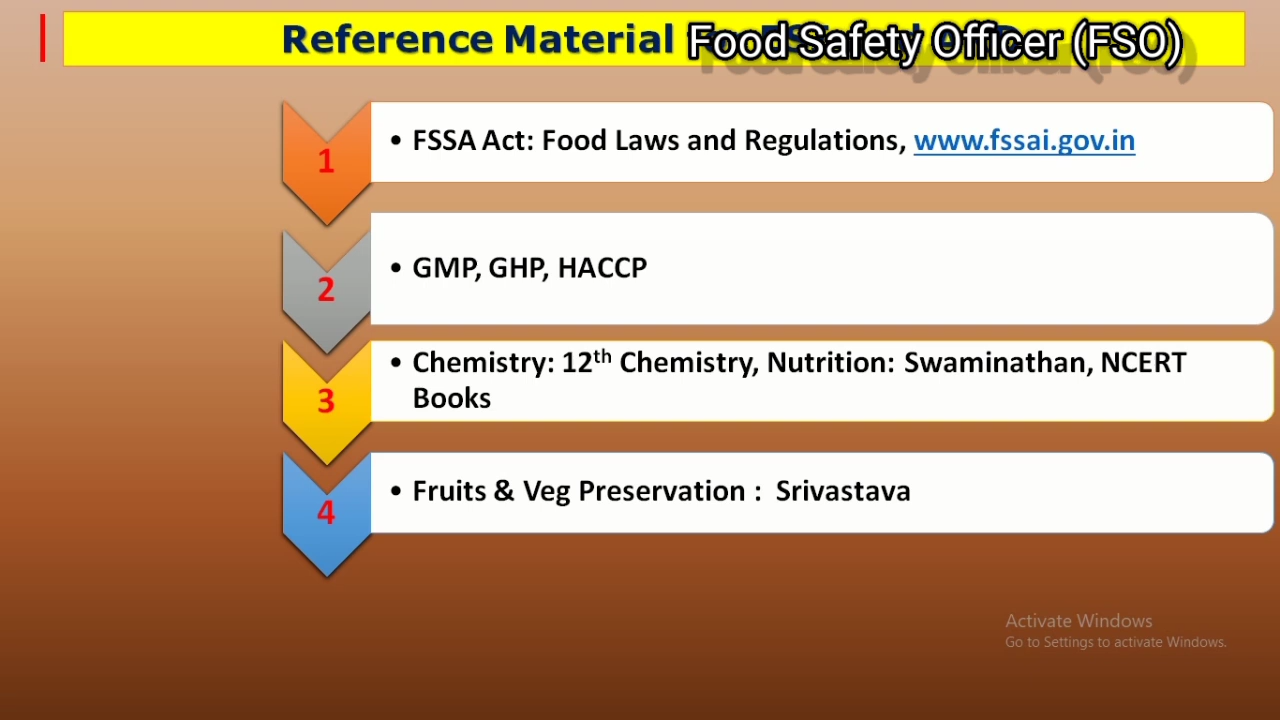 Reference Material Food Safety Officer (FSO)
1
• FSSA Act: Food Laws and Regulations, www.fssai.gov.in
2
• GMP, GHP, HACCP
3
• Chemistry: 12th Chemistry, Nutrition: Swaminathan, NCERT
Books
4
• Fruits & Veg Preservation : Srivastava
Activate Windows
Go to Settings to activate Windows.